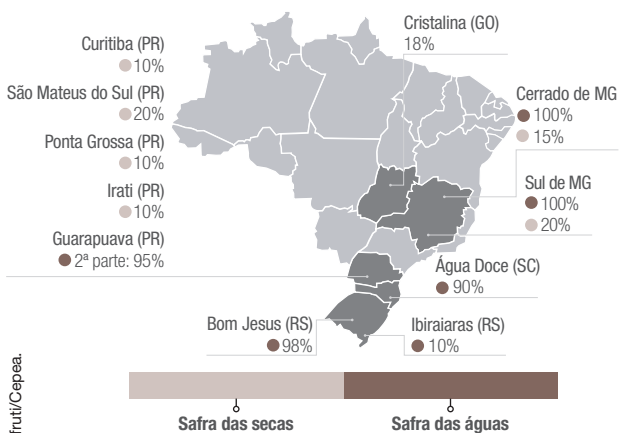 Curitiba (PR)
10%
São Mateus do Sul (PR)
20%
Ponta Grossa (PR)
10%
Irati (PR)
10%
Guarapuava (PR)
2ª parte: 95%
Bom Jesus (RS)
98%
Cristalina (GO)
18%
Cerrado de MG
100%
15%
Sul de MG
100%
20%
Água Doce (SC)
90%
Ibiraiaras (RS)
10%
Safra das secas
Safra das águas
fruti/Cepea.